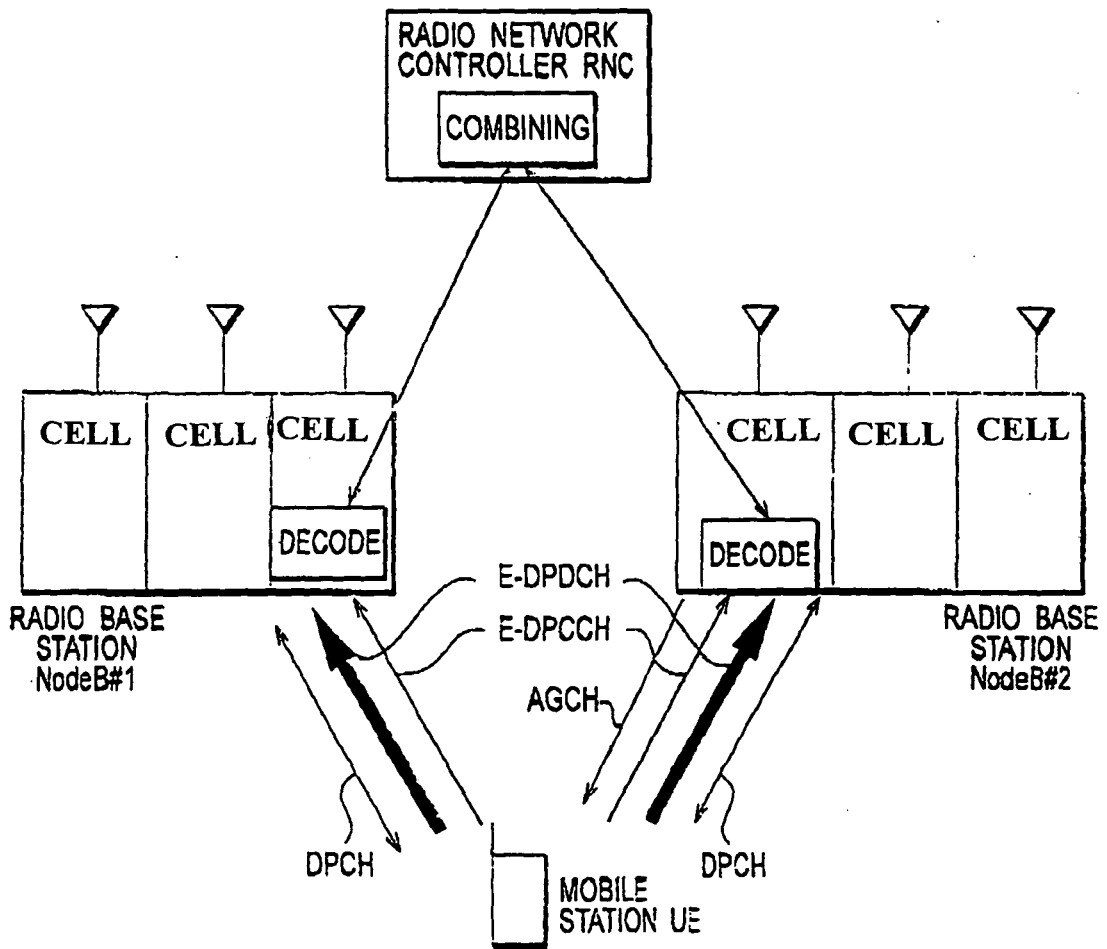 RADIO NETWORK
CONTROLLER RNC
COMBINING
CELL
CELL
CELL
CELL
CELL
CELL
DECODE
DECODE
RADIO BASE
STATION
NodeB#1
E-DPDCH
E-DPCCH
AGCH
RADIO BASE
STATION
NodeB#2
DPCH
DPCH
MOBILE
STATION UE